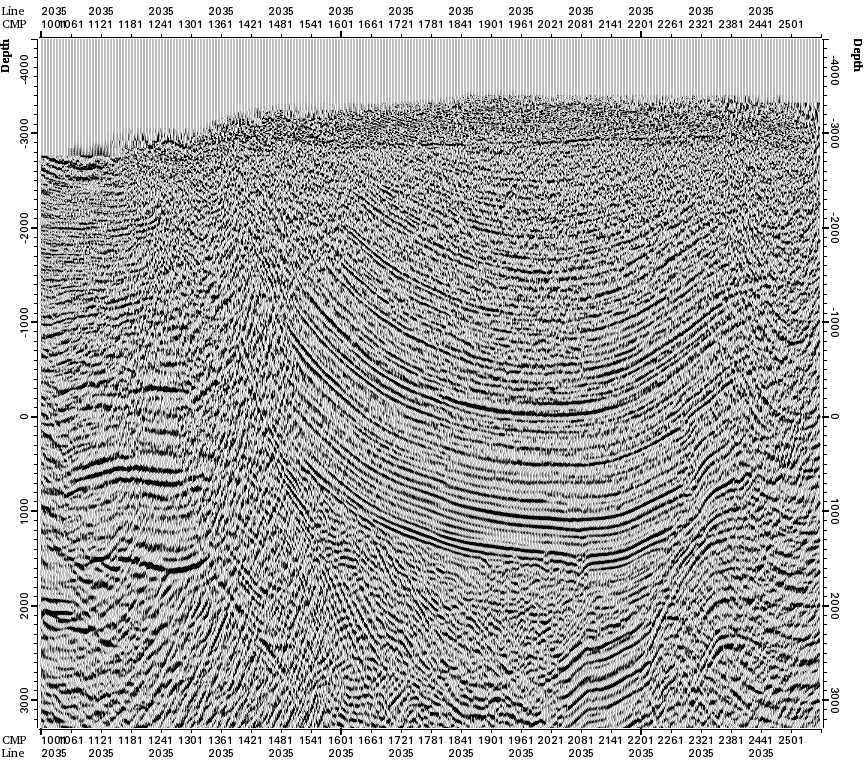 Line 2035 2035 2035 2035 2035 2035 2035 2035 2035 2035 2035 2035 2035
CMP 1001 1061 1121 1181 1241 1301 1361 1421 1481 1541 1601 1661 1721 1781 1841 1901 1961 2021 2081 2141 2201 2261 2321 2381 2441 2501
Depth Depth
-4000 -4000
-3000 -3000
-2000 -2000
-1000 -1000
0 0
1000 1000
2000 2000
3000 3000
CMP 1001 1061 1121 1181 1241 1301 1361 1421 1481 1541 1601 1661 1721 1781 1841 1901 1961 2021 2081 2141 2201 2261 2321 2381 2441 2501
Line 2035 2035 2035 2035 2035 2035 2035 2035 2035 2035 2035 2035 2035